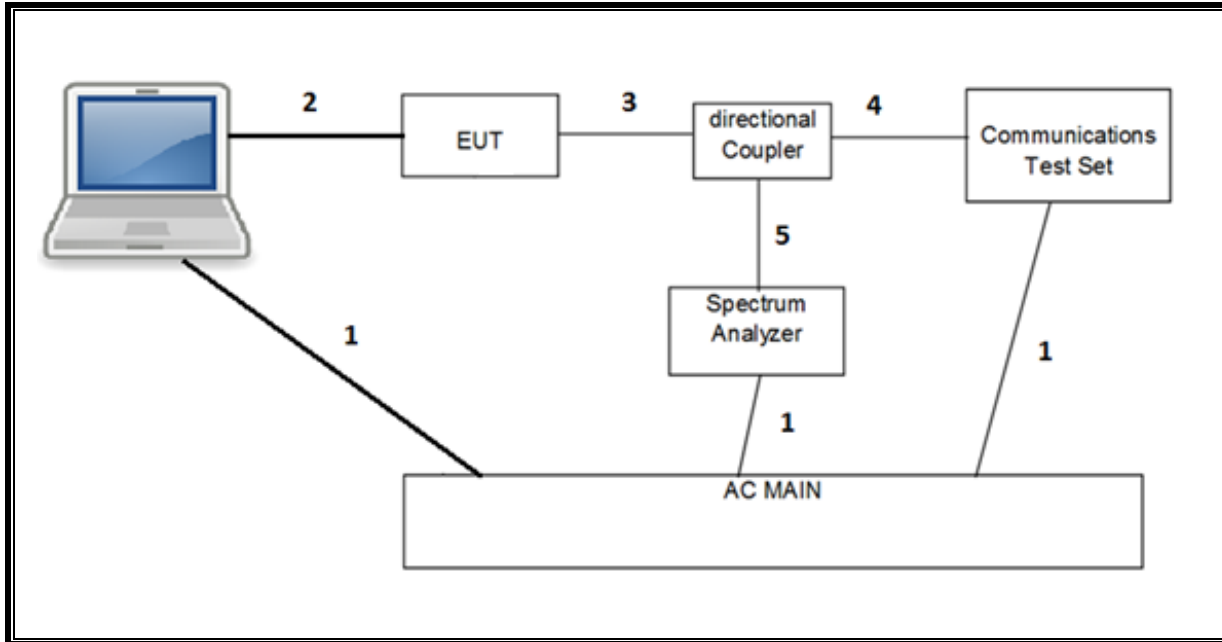 2
EUT
3
directional
Coupler
4
Communications
Test Set
5
Spectrum
Analyzer
1
1
1
AC MAIN